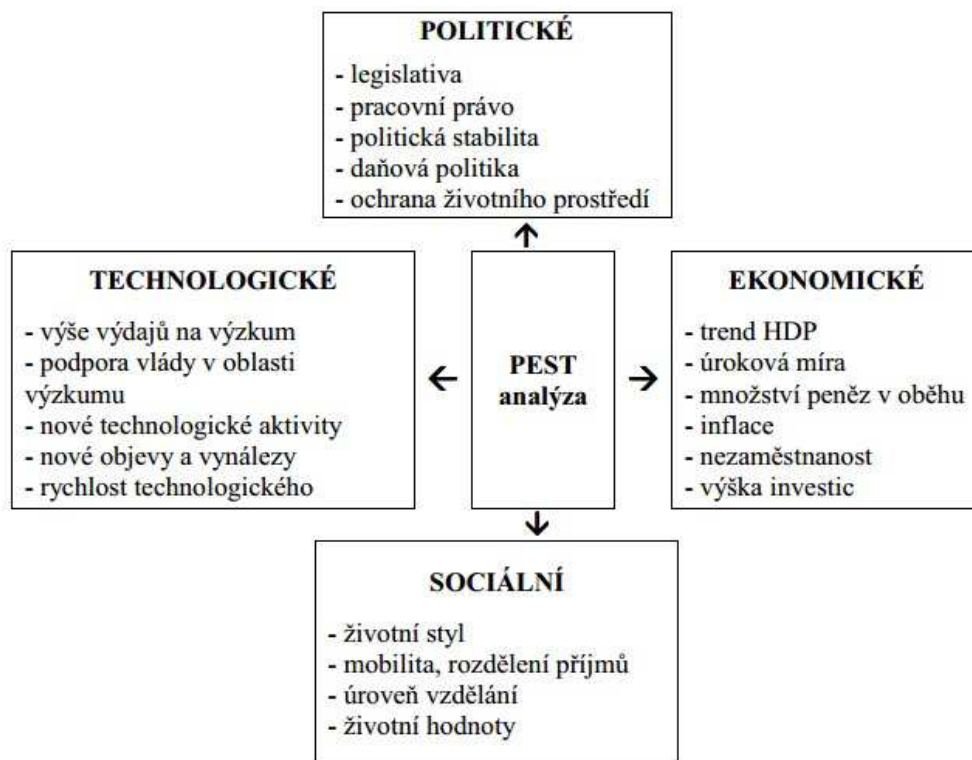 POLITICKÉ
- legislativa
- pracovní právo
- politická stabilita
- daňová politika
- ochrana životního prostředí
TECHNOLOGICKÉ
- výše výdajů na výzkum
- podpora vlády v oblasti
výzkumu
- nové technologické aktivity
- nové objevy a vynálezy
- rychlost technologického
PEST
analýza
EKONOMICKÉ
- trend HDP
- úroková míra
- množství peněz v oběhu
- inflace
- nezaměstnanost
- výška investic
SOCIÁLNÍ
- životní styl
- mobilita, rozdělení příjmů
- úroveň vzdělání
- životní hodnoty